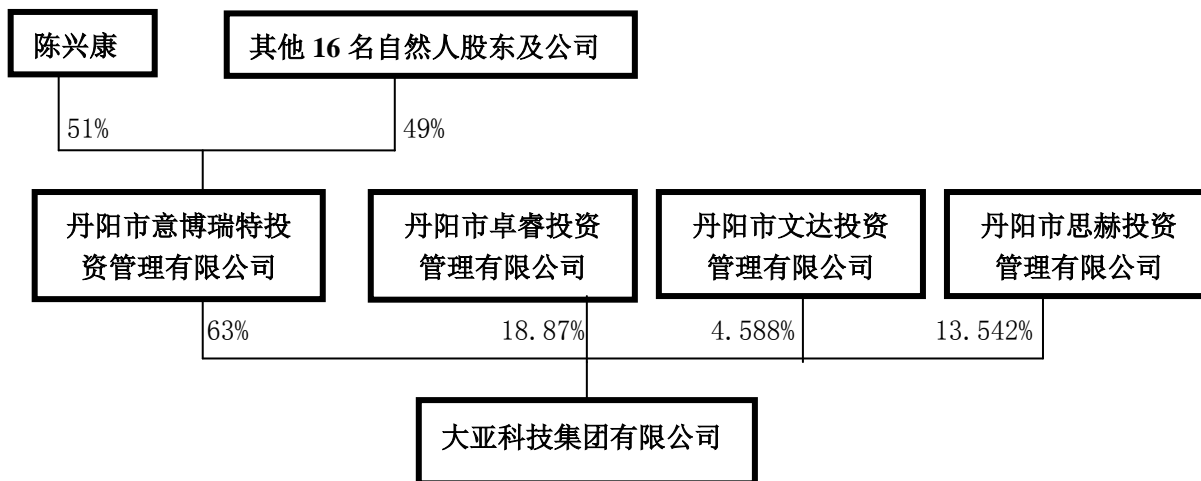 陈兴康
其他 16 名自然人股东及公司
51%
49%
丹阳市意博瑞特投
资管理有限公司
丹阳市卓睿投资
管理有限公司
丹阳市文达投资
管理有限公司
丹阳市思赫投资
管理有限公司
63%
18.87%
4.588%
13.542%
大亚科技集团有限公司